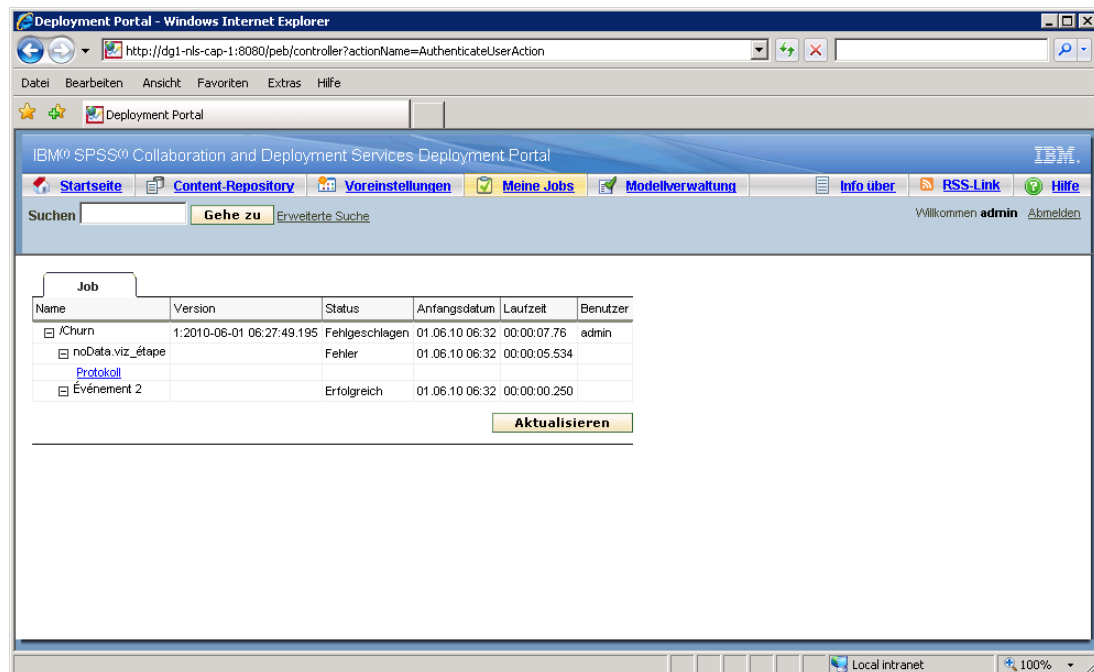 Deployment Portal - Windows Internet Explorer
http://dg1-nls-cap-1:8080/peb/controller?actionName=AuthenticateUserAction
Datei Bearbeiten Ansicht Favoriten Extras Hilfe
Deployment Portal
IBM(r) SPSS(r) Collaboration and Deployment Services Deployment Portal IBM.
Startseite Content-Repository Voreinstellungen Meine Jobs Modellverwaltung Info über RSS-Link Hilfe
Suchen Gehe zu Erweiterte Suche Willkommen admin Abmelden
Job
Name Version Status Anfangsdatum Laufzeit Benutzer
/Churn 1:2010-06-01 06:27:49.195 Fehlgeschlagen 01.06.10 06:32 00:00:07.76 admin
noData.viz_étape Fehler 01.06.10 06:32 00:00:05.534
Protokoll
Événement 2 Erfolgreich 01.06.10 06:32 00:00:00.250
Aktualisieren
Local intranet 100%